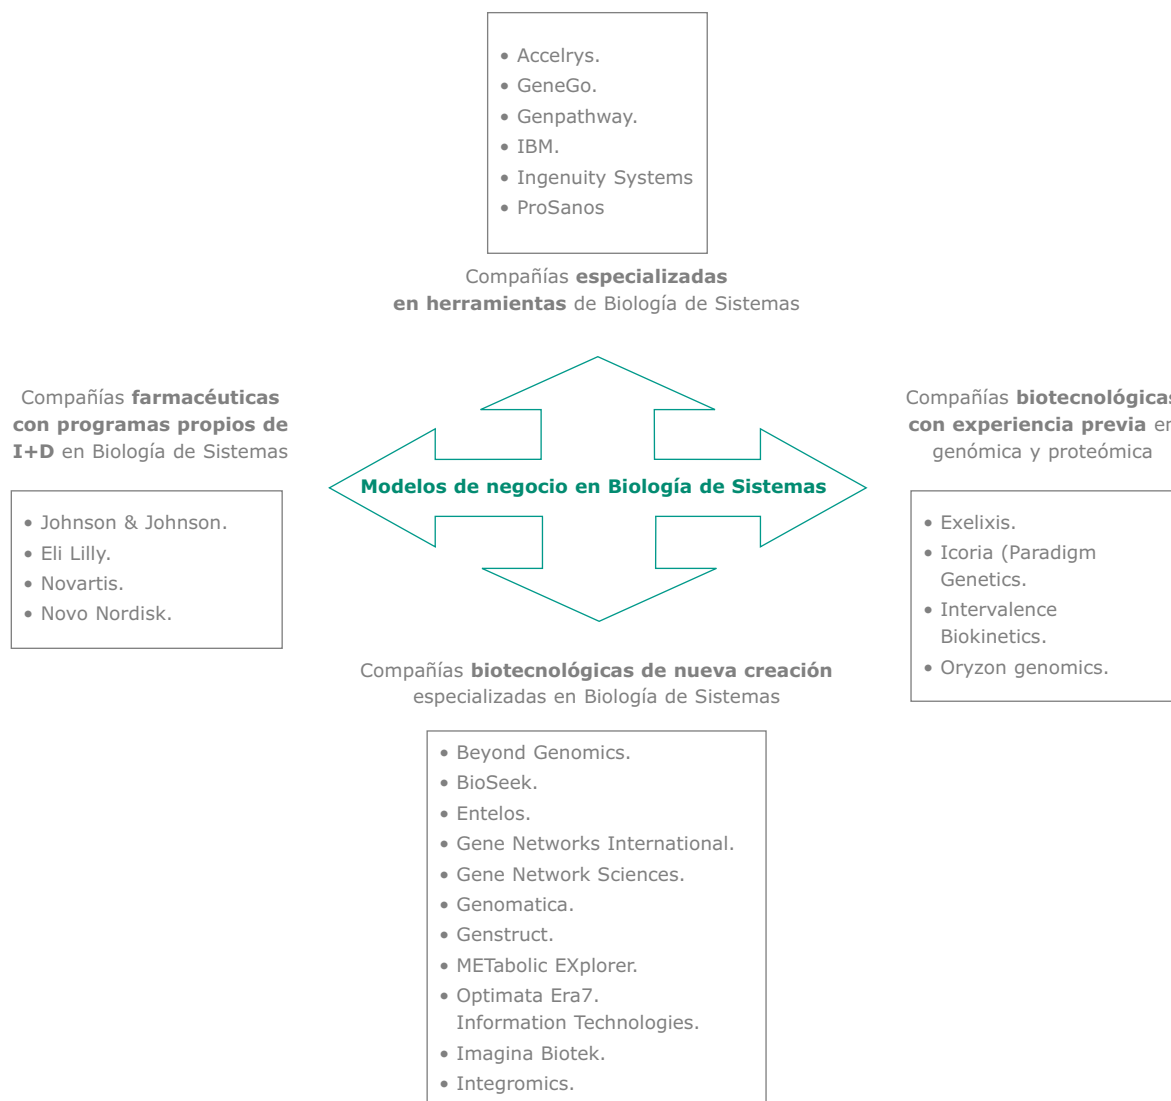 • Accelrys.
• GeneGo.
• Genpathway.
• IBM.
• Ingenuity Systems
• ProSanos
Compañías especializadas
en herramientas de Biología de Sistemas
Compañías farmacéuticas
con programas propios de
I+D en Biología de Sistemas
• Johnson & Johnson.
• Eli Lilly.
• Novartis.
• Novo Nordisk.
Modelos de negocio en Biología de Sistemas
Compañías biotecnológicas
con experiencia previa en
genómica y proteómica
• Exelixis.
• Icoria (Paradigm
Genetics.
• Intervalence
Biokinetics.
• Oryzon genomics.
Compañías biotecnológicas de nueva creación
especializadas en Biología de Sistemas
• Beyond Genomics.
• BioSeek.
• Entelos.
• Gene Networks International.
• Gene Network Sciences.
• Genomatica.
• Genstruct.
• METabolic EXplorer.
• Optimata Era7.
Information Technologies.
• Imagina Biotek.
• Integromics.